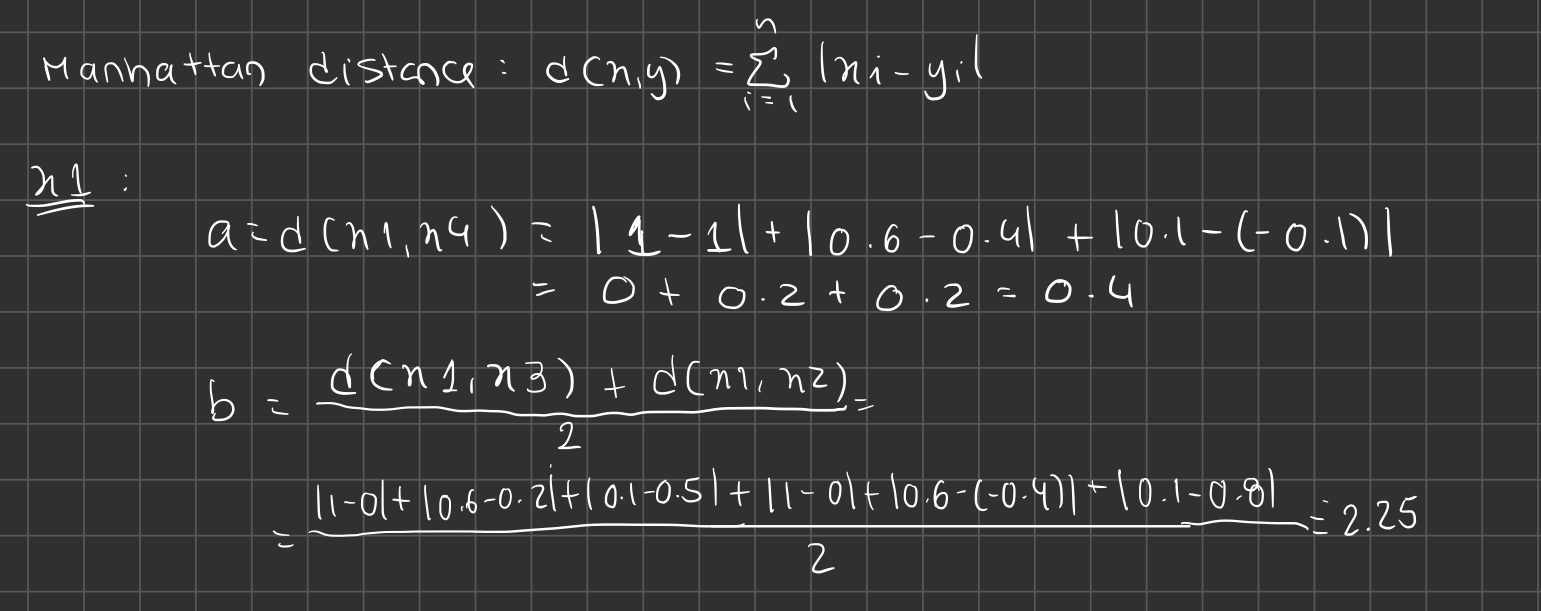 Manhattan distance: d(x,y) = \sum_{i=1}^{n} |xi - yi|
x1 :
a = d(x1, x4) = |1 - 1| + |0.6 - 0.4| + |0.1 - (-0.1)|
= 0 + 0.2 + 0.2 = 0.4
b = \frac{d(x1, x3) + d(x1, x2)}{2} =
= \frac{|1-0| + |0.6-0.2| + |0.1-0.5| + |1-0| + |0.6-(-0.4)| + |0.1-0.8|}{2} = 2.25